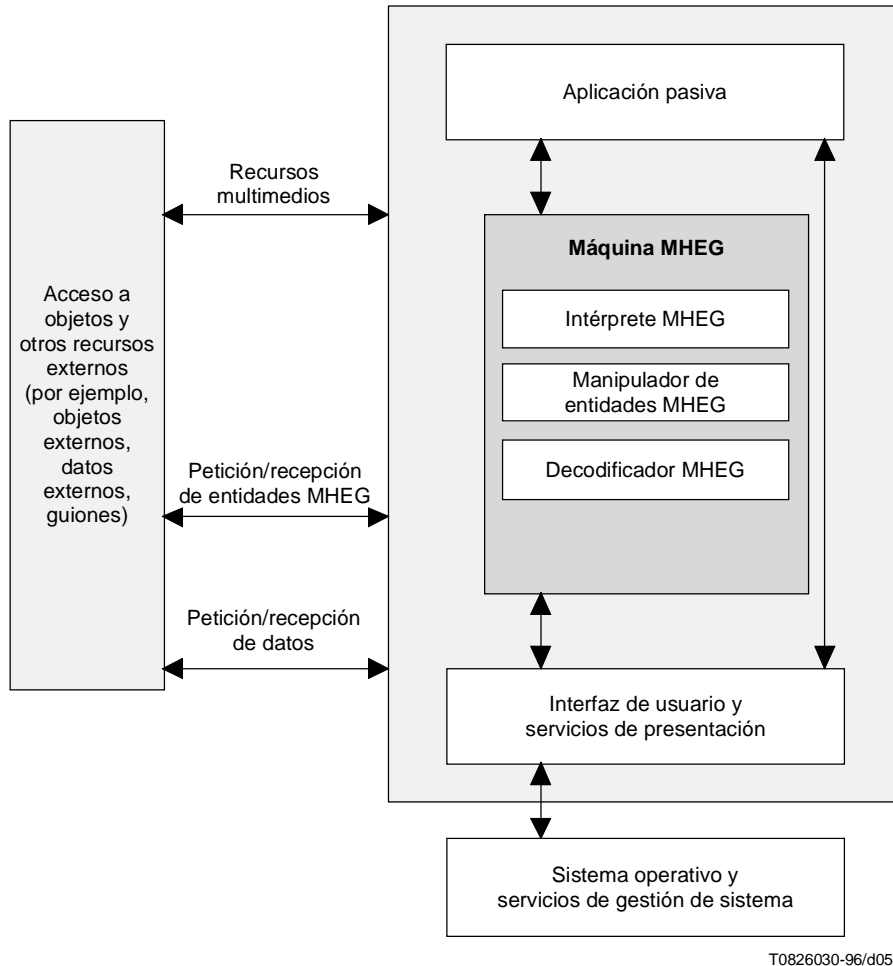 Aplicación pasiva
Recursos
multimedios
Máquina MHEG
Intérprete MHEG
Manipulador de
entidades MHEG
Decodificador MHEG
Acceso a
objetos y
otros recursos
externos
(por ejemplo,
objetos
externos,
datos
externos,
guiones)
Petición/recepción
de entidades MHEG
Petición/recepción
de datos
Interfaz de usuario y
servicios de presentación
Sistema operativo y
servicios de gestión de sistema
T0826030-96/d05